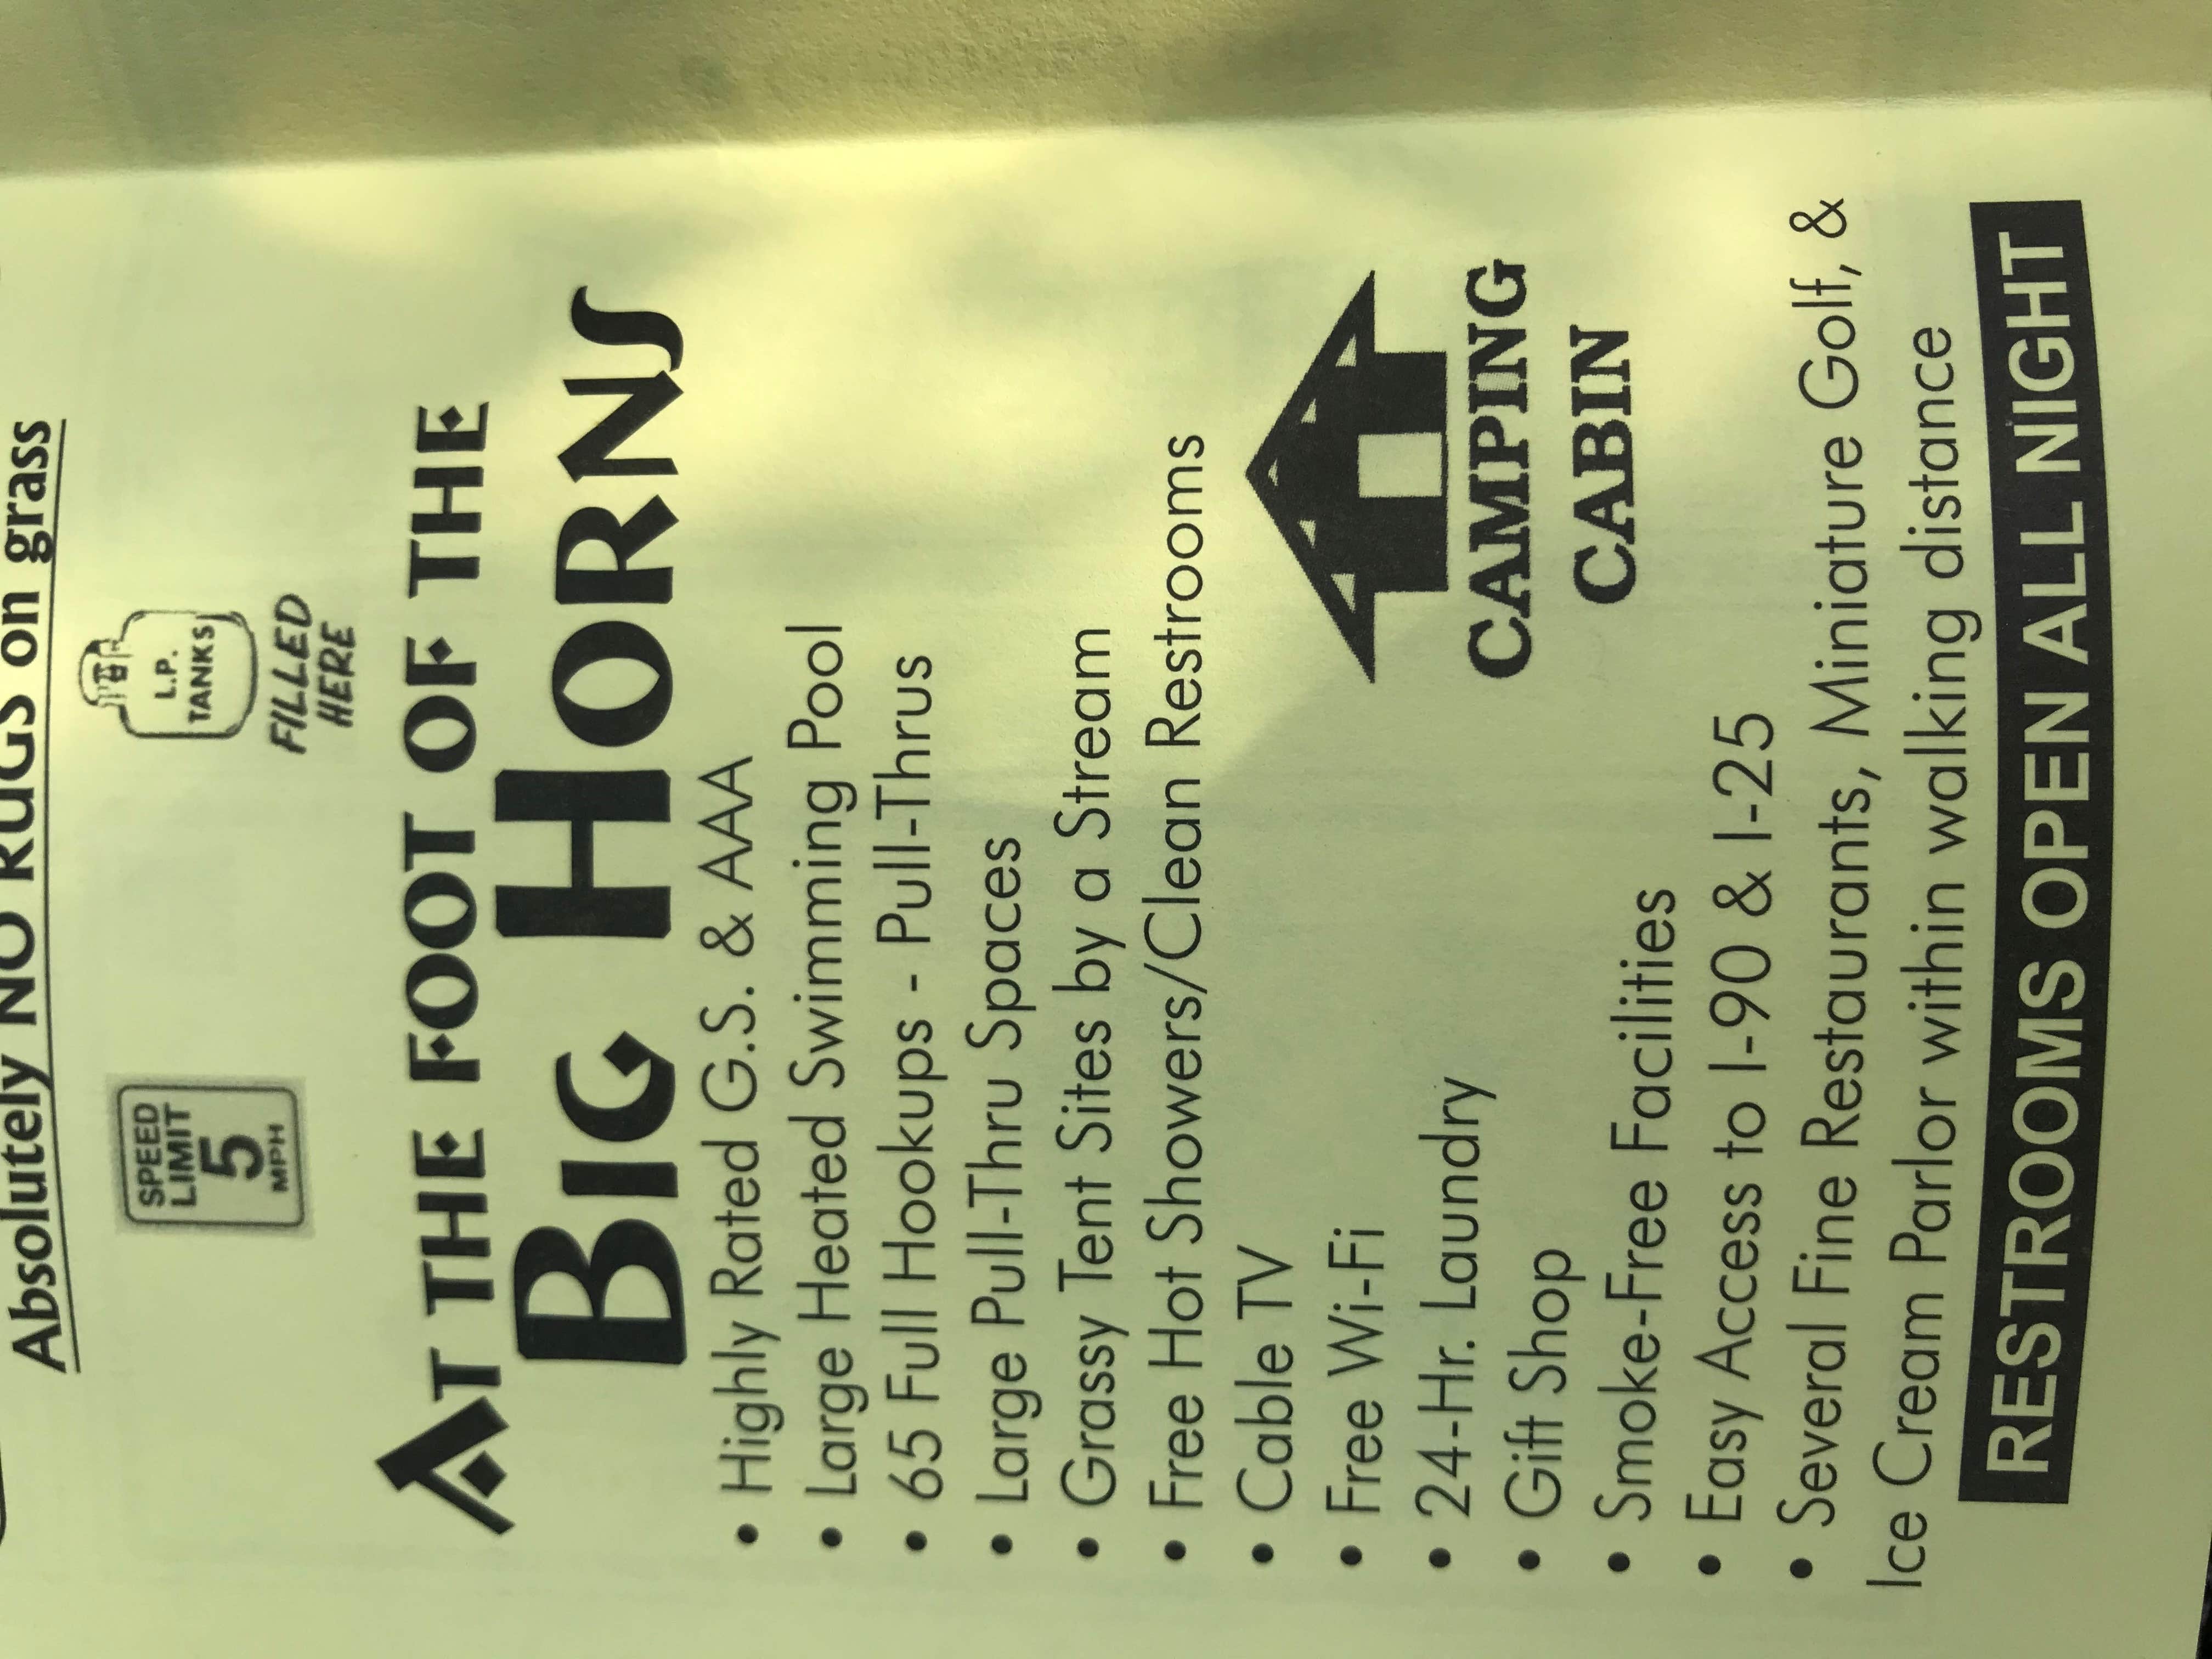 Absolutely NO RUGS on grass
SPEED
LIMIT
5
MPH
L.P.
TANKS
FILLED
HERE
AT THE FOOT OF THE
BIG HORNS
• Highly Rated G.S. & AAA
• Large Heated Swimming Pool
• 65 Full Hookups - Pull-Thrus
• Large Pull-Thru Spaces
• Grassy Tent Sites by a Stream
• Free Hot Showers/Clean Restrooms
• Cable TV
• Free Wi-Fi
• 24-Hr. Laundry
• Gift Shop
• Smoke-Free Facilities
• Easy Access to I-90 & I-25
• Several Fine Restaurants, Miniature Golf, &
Ice Cream Parlor within walking distance
CAMPING
CABIN
RESTROOMS OPEN ALL NIGHT